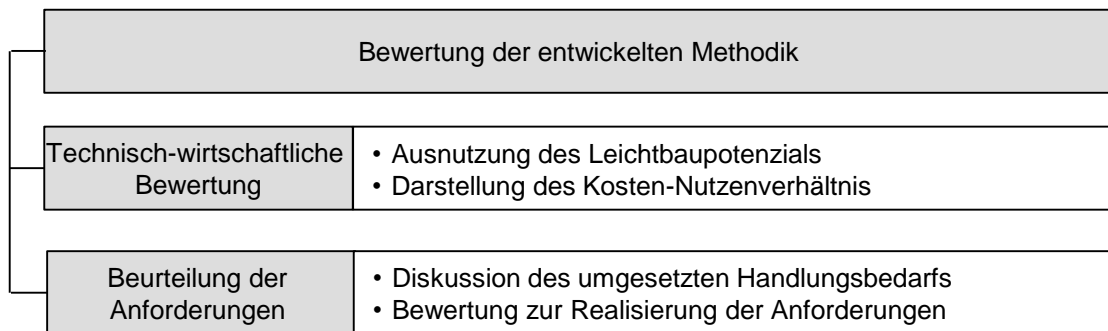 Bewertung der entwickelten Methodik
Technisch-wirtschaftliche
Bewertung
• Ausnutzung des Leichtbaupotenzials
• Darstellung des Kosten-Nutzenverhältnis
Beurteilung der
Anforderungen
• Diskussion des umgesetzten Handlungsbedarfs
• Bewertung zur Realisierung der Anforderungen